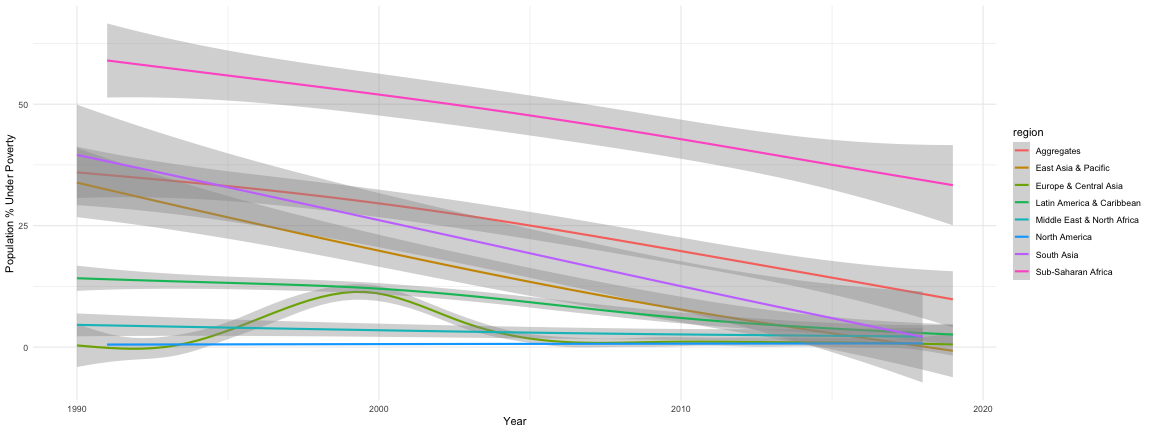 Population % Under Poverty
50
25
0
1990
2000
2010
2020
Year
region
Aggregates
East Asia & Pacific
Europe & Central Asia
Latin America & Caribbean
Middle East & North Africa
North America
South Asia
Sub-Saharan Africa